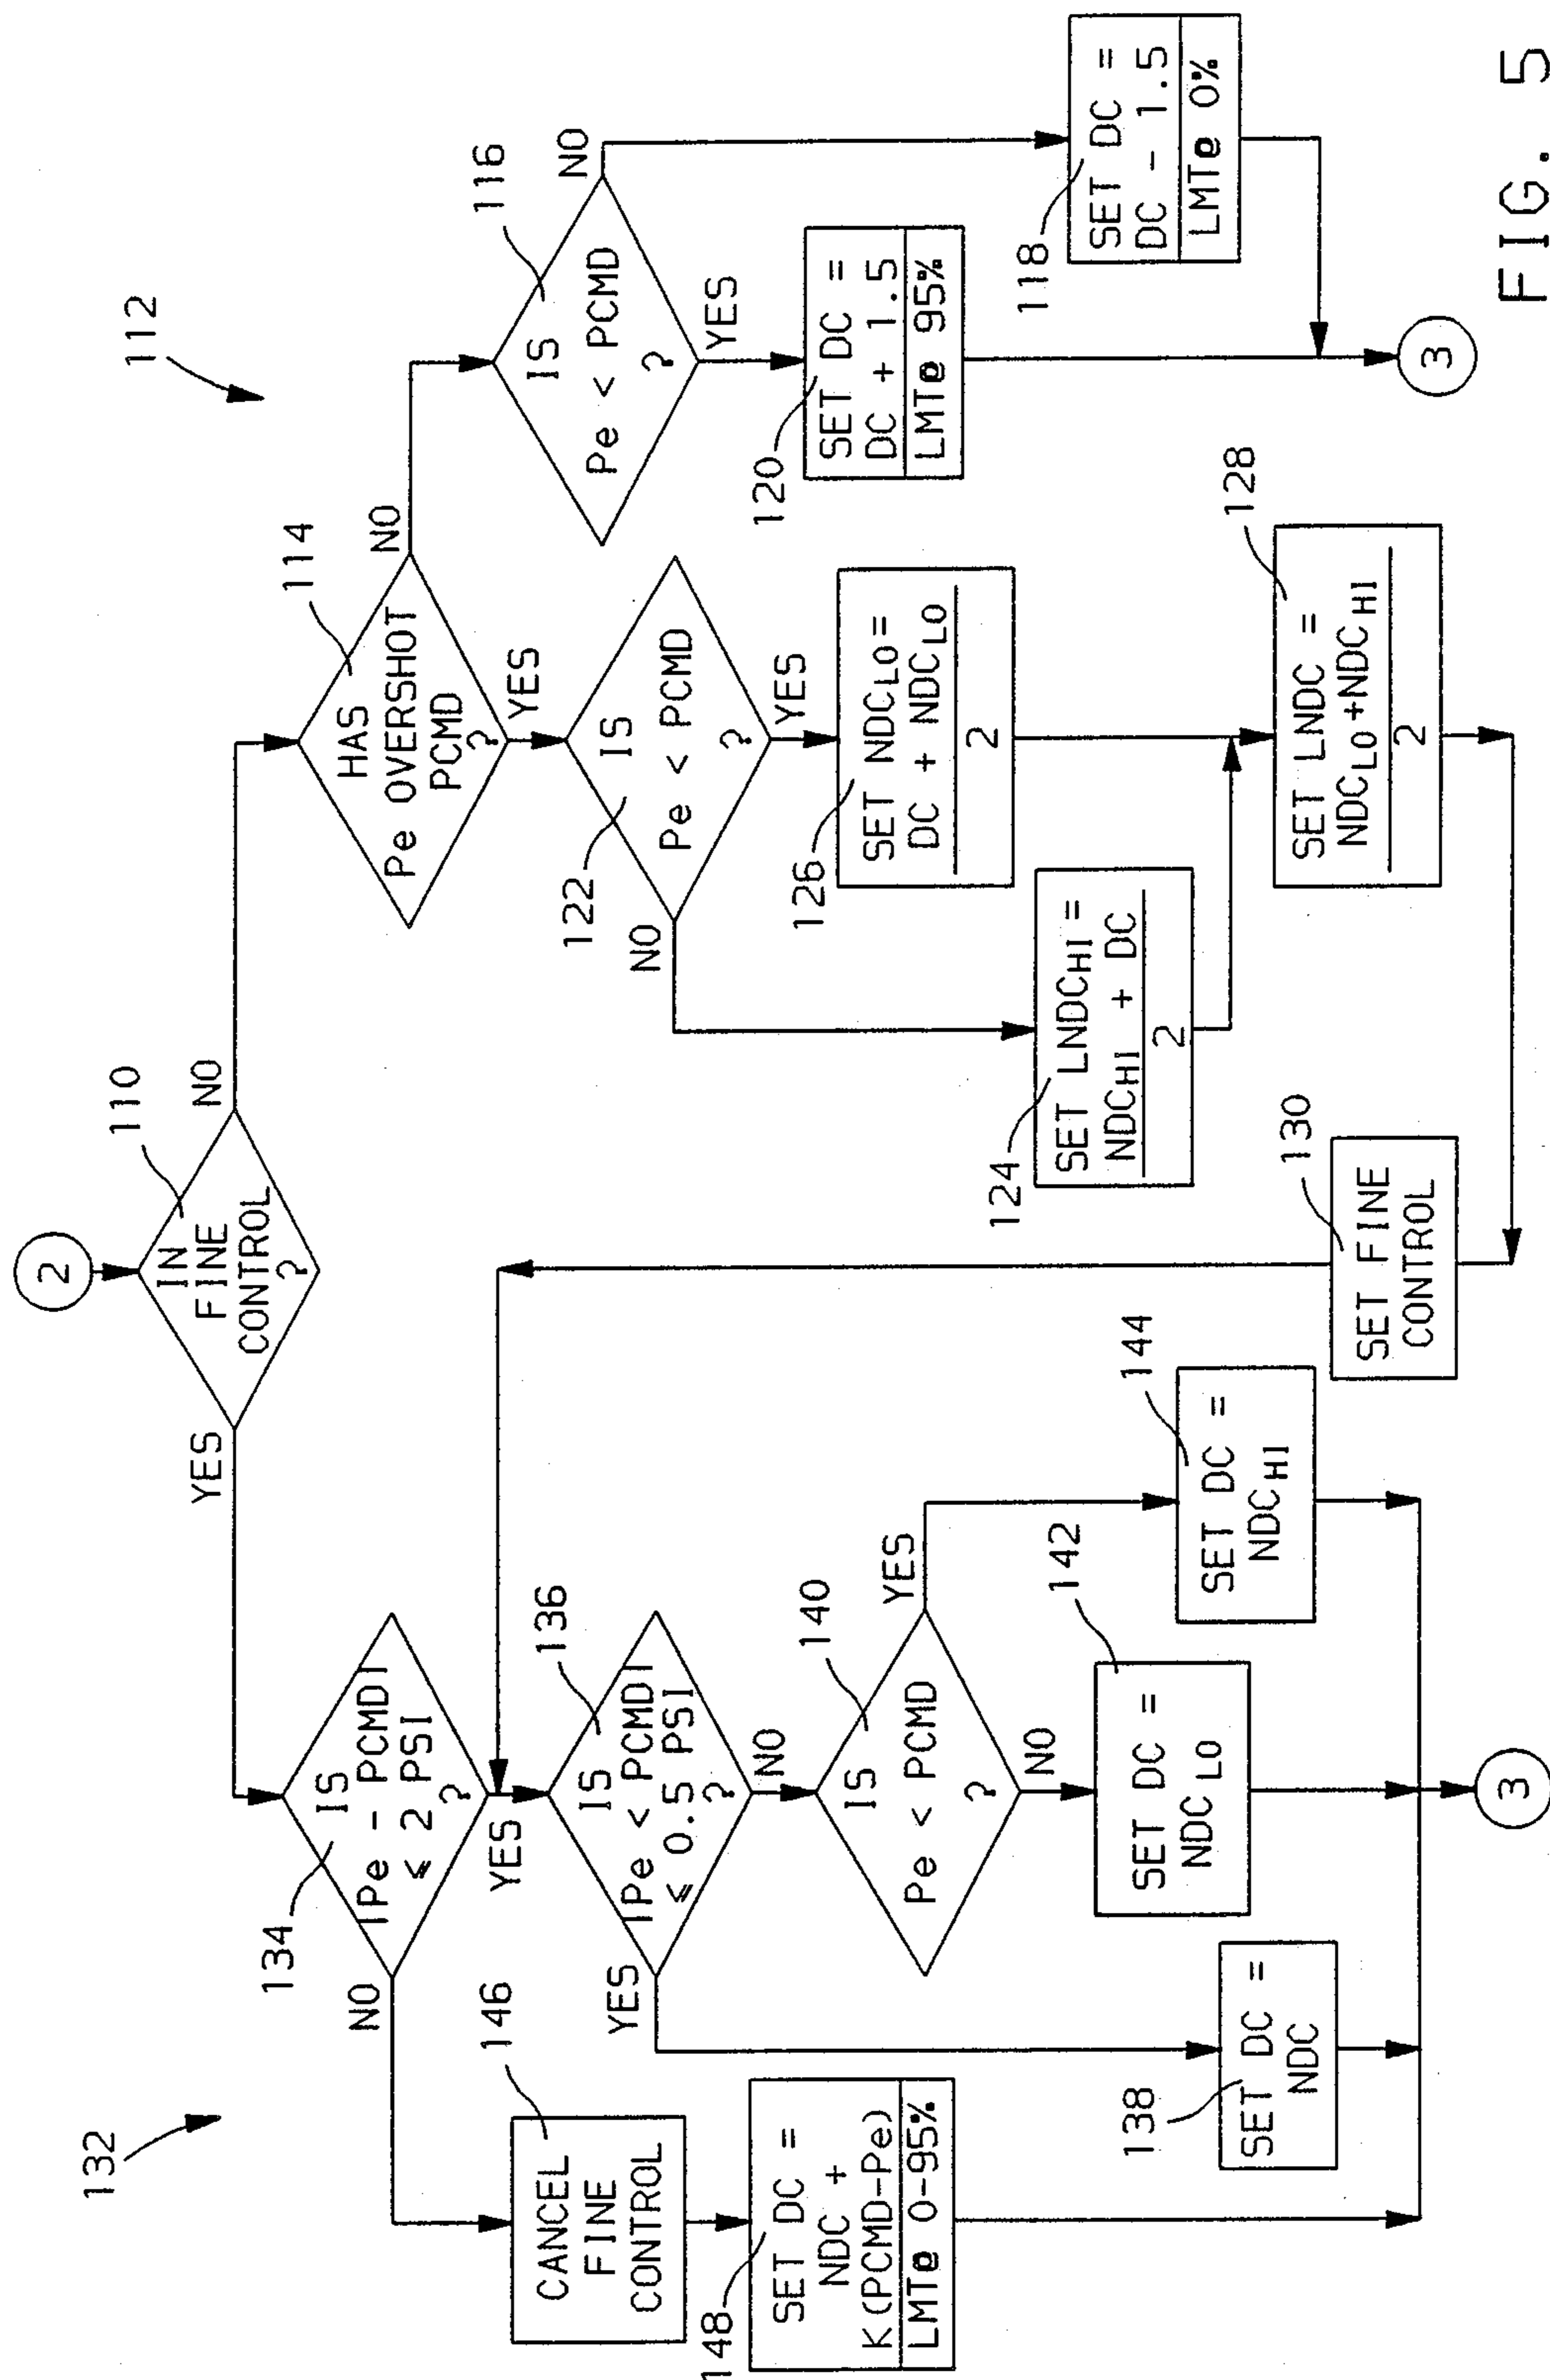 2
110
IN
FINE
CONTROL
?
YES
NO
132
134
IS
|Pe - PCMD|
≤ 2 PSI
?
NO
YES
146
CANCEL
FINE
CONTROL
148
SET DC =
NDC +
K(PCMD-Pe)
LMT@ 0-95%
136
IS
|Pe < PCMD|
≤ 0.5 PSI
?
YES
NO
138
SET DC =
NDC
140
IS
Pe < PCMD
?
YES
NO
142
SET DC =
NDCLO
144
SET DC =
NDCHI
3
112
114
HAS
Pe OVERSHOT
PCMD
?
NO
YES
116
IS
Pe < PCMD
?
NO
YES
118
SET DC =
DC - 1.5
LMT@ 0%
120
SET DC =
DC + 1.5
LMT@ 95%
3
122
IS
Pe < PCMD
?
NO
YES
124
SET LNDCHI =
NDCHI + DC
2
126
SET NDCLO=
DC + NDCLO
2
128
SET LNDC =
NDCLO+NDCHI
2
130
SET FINE
CONTROL
FIG. 5